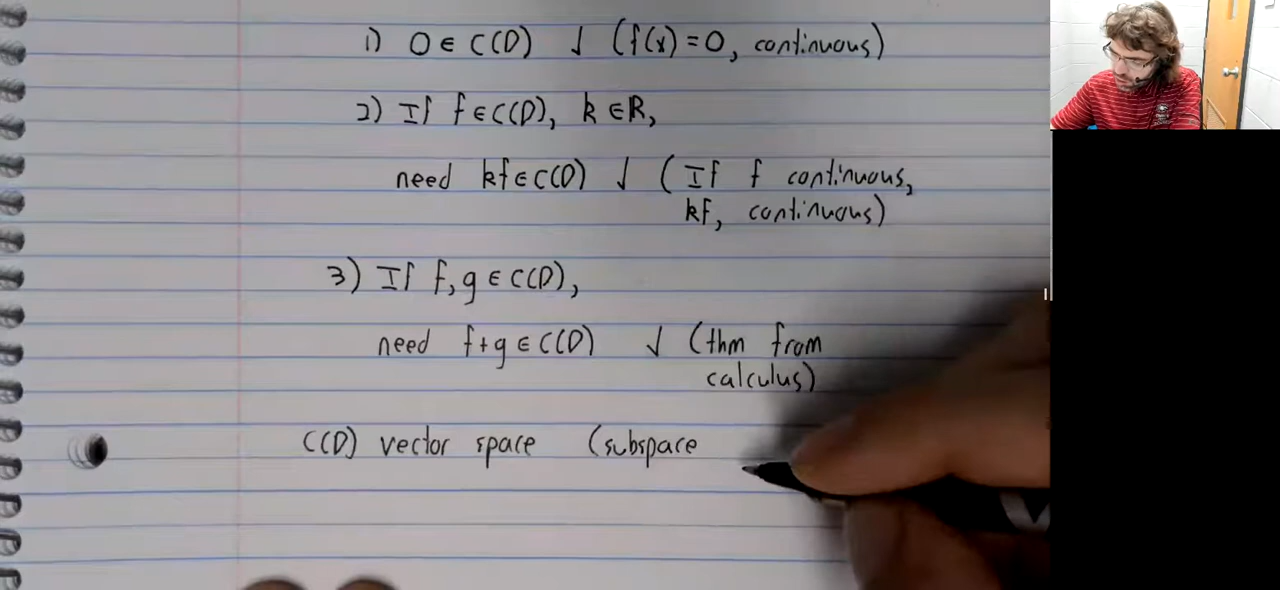 1) 0 ∈ C(D) ✓ (f(x) = 0, continuous)
2) If f ∈ C(D), k ∈ ℝ,
need kf ∈ C(D) ✓ (If f continuous,
kf, continuous)
3) If f, g ∈ C(D),
need f+g ∈ C(D) ✓ (thm from
calculus)
C(D) vector space (subspace